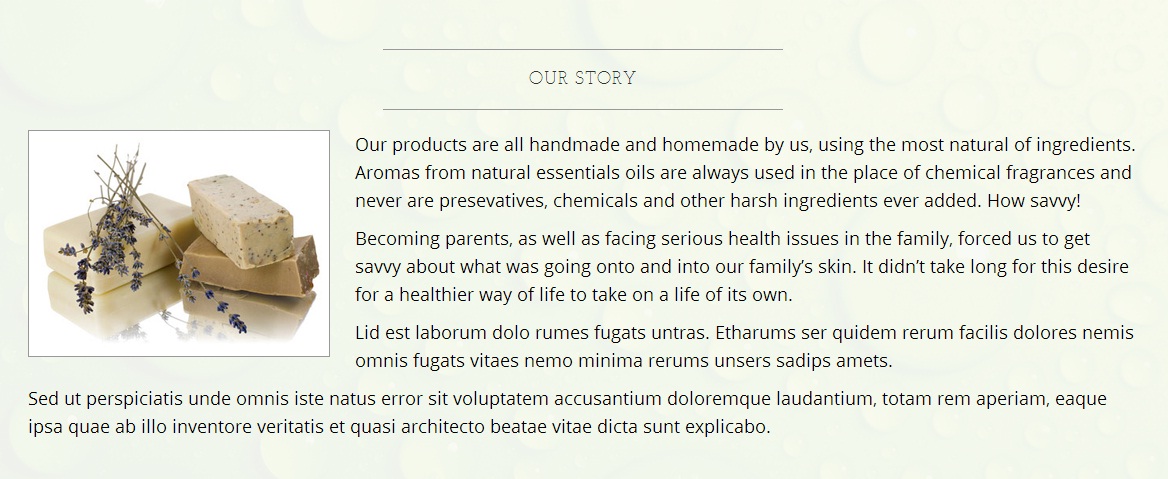 OUR STORY
Our products are all handmade and homemade by us, using the most natural of ingredients.
Aromas from natural essentials oils are always used in the place of chemical fragrances and
never are presevatives, chemicals and other harsh ingredients ever added. How savvy!
Becoming parents, as well as facing serious health issues in the family, forced us to get
savvy about what was going onto and into our family’s skin. It didn’t take long for this desire
for a healthier way of life to take on a life of its own.
Lid est laborum dolo rumes fugats untras. Etharums ser quidem rerum facilis dolores nemis
omnis fugats vitaes nemo minima rerums unsers sadips amets.
Sed ut perspiciatis unde omnis iste natus error sit voluptatem accusantium doloremque laudantium, totam rem aperiam, eaque
ipsa quae ab illo inventore veritatis et quasi architecto beatae vitae dicta sunt explicabo.